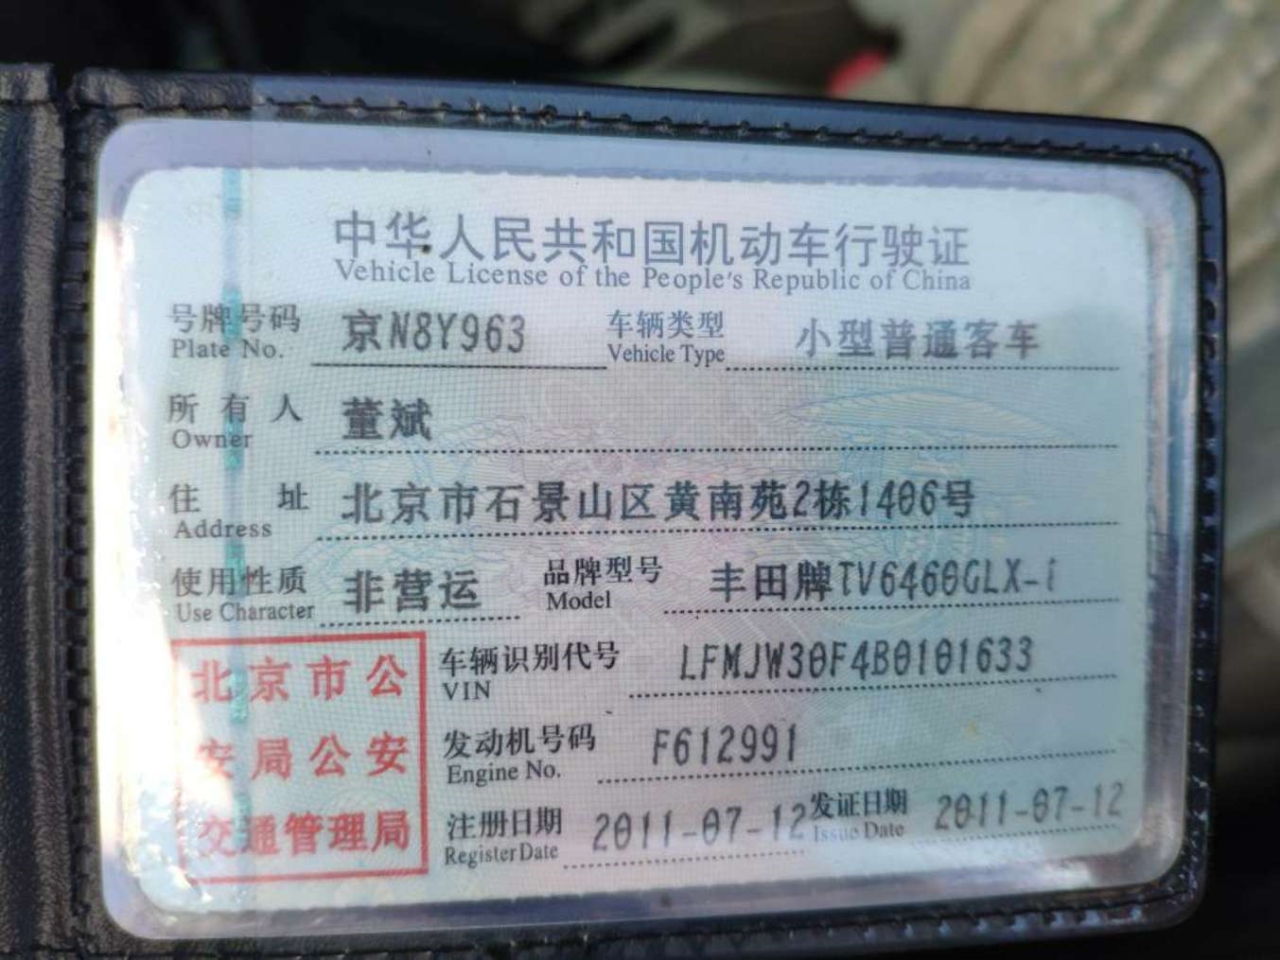 中华人民共和国机动车行驶证
Vehicle License of the People's Republic of China
号牌号码 京N8Y963 车辆类型 小型普通客车
Plate No. Vehicle Type
所有人 董斌
Owner
住址 北京市石景山区黄南苑2栋1406号
Address
使用性质 非营运 品牌型号 丰田牌TV6460GLX-i
Use Character Model
北京市公
安局公安
交通管理局
车辆识别代号 LFMJW30F4B0101633
VIN
发动机号码 F612991
Engine No.
注册日期 2011-07-12 发证日期 2011-07-12
Register Date Issue Date